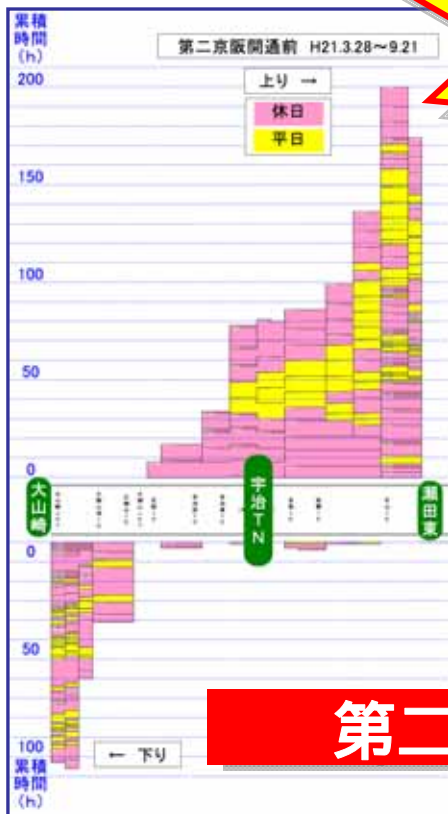 累積
時間
(h)
第二京阪開通前 H21.3.28～9.21
上り →
休日
平日
200
150
100
50
0
大山崎
宇治TN
瀬田東
0
50
100
累積
時間
(h)
← 下り
第二